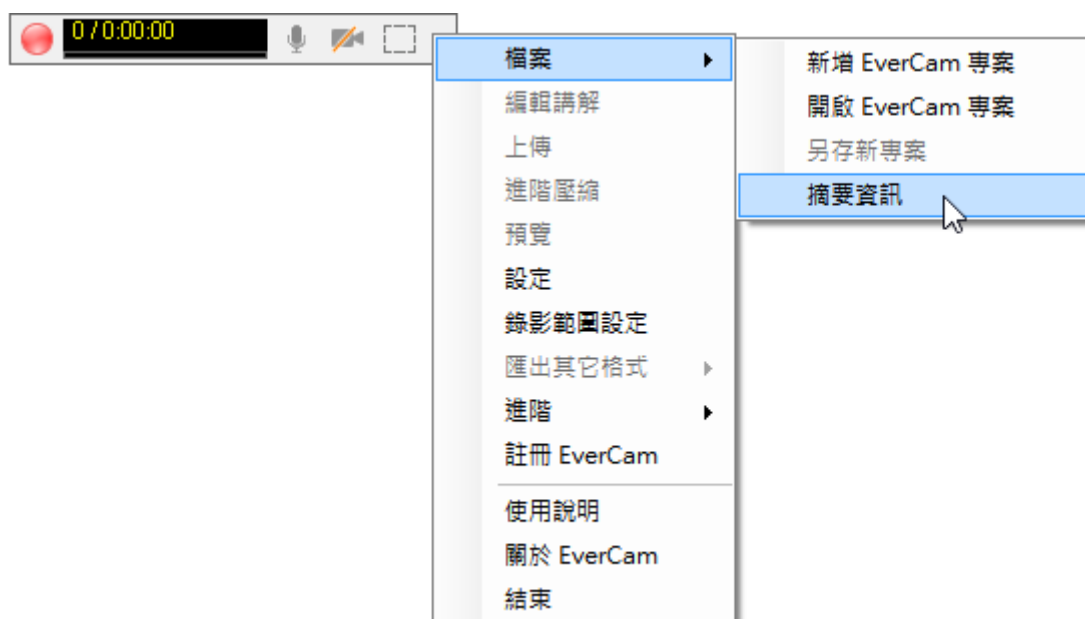 0 / 0:00:00
檔案
編輯講解
上傳
進階壓縮
預覽
設定
錄影範圍設定
匯出其它格式
進階
註冊 EverCam
使用說明
關於 EverCam
結束
新增 EverCam 專案
開啟 EverCam 專案
另存新專案
摘要資訊